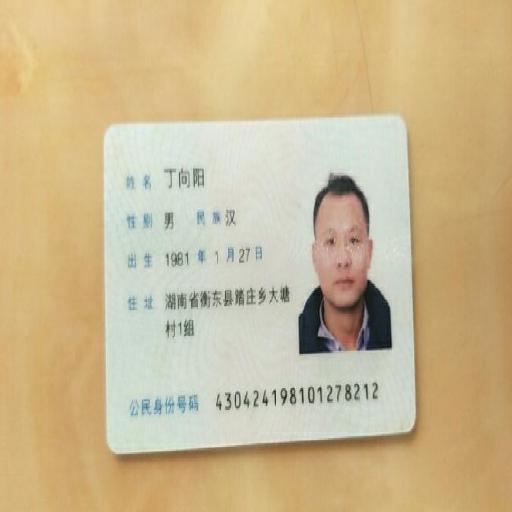 姓名 丁向阳
性别 男 民族 汉
出生 1981 年 1 月 27 日
住址 湖南省衡东县踏庄乡大塘
村1组
公民身份号码 430424198101278212